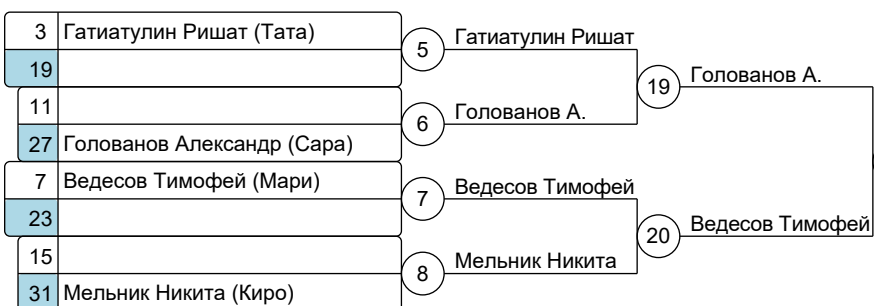 3 Гатиатулин Ришат (Тата)
19
11
27 Голованов Александр (Сара)
7 Ведесов Тимофей (Мари)
23
15
31 Мельник Никита (Киро)
5 Гатиатулин Ришат
6 Голованов А.
7 Ведесов Тимофей
8 Мельник Никита
19 Голованов А.
20 Ведесов Тимофей